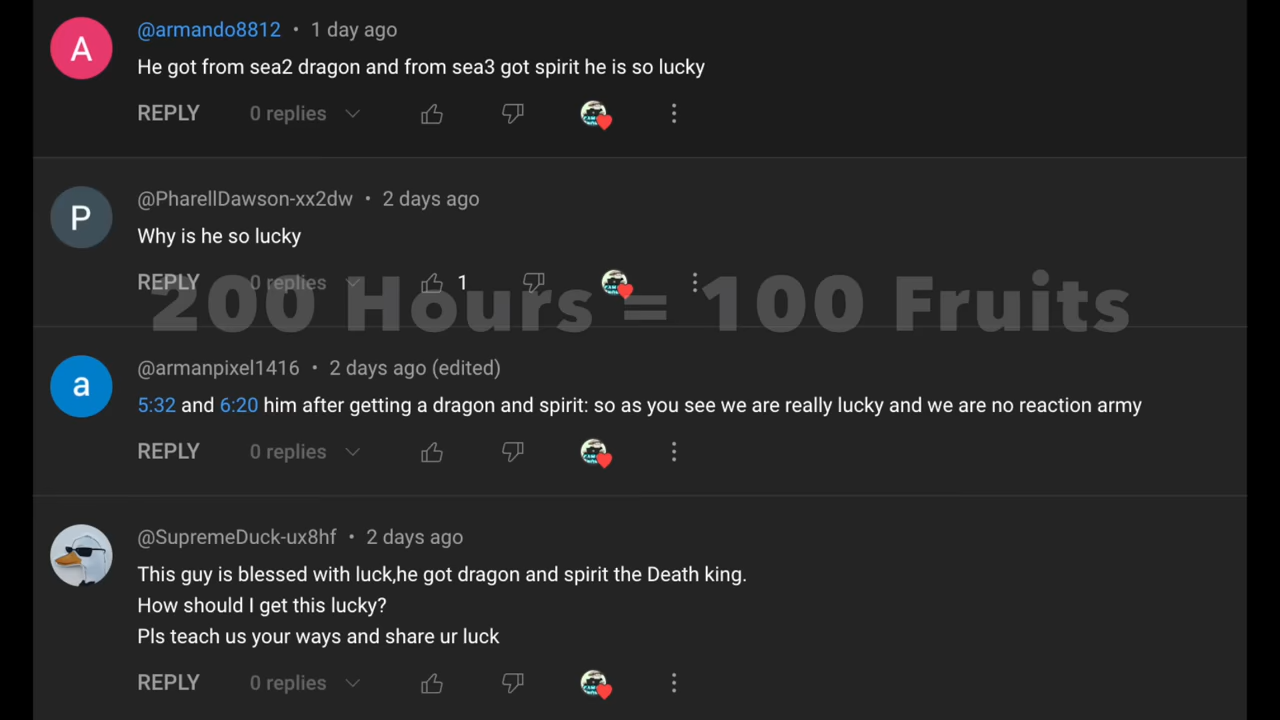 A
@armando8812 • 1 day ago
He got from sea2 dragon and from sea3 got spirit he is so lucky
REPLY 0 replies
P
@PharellDawson-xx2dw • 2 days ago
Why is he so lucky
REPLY 0 replies 1
200 Hours = 100 Fruits
a
@armanpixel1416 • 2 days ago (edited)
5:32 and 6:20 him after getting a dragon and spirit: so as you see we are really lucky and we are no reaction army
REPLY 0 replies
@SupremeDuck-ux8hf • 2 days ago
This guy is blessed with luck,he got dragon and spirit the Death king.
How should I get this lucky?
Pls teach us your ways and share ur luck
REPLY 0 replies